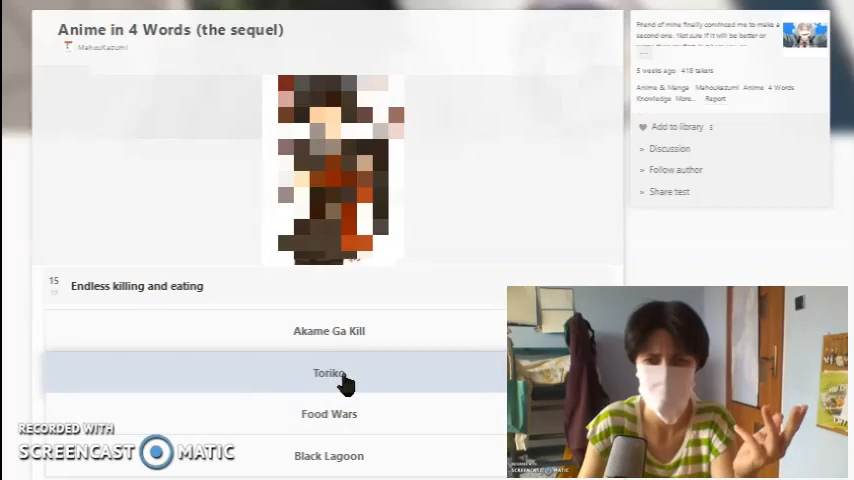 Anime in 4 Words (the sequel)
MahouKazumi
Friend of mine finally convinced me to make a
second one. Not sure if it will be better or
...
5 weeks ago · 418 takers
Anime & Manga Mahoukazumi Anime 4 Words
Knowledge More... Report
Add to library 3
» Discussion
» Follow author
» Share test
15
Endless killing and eating
Akame Ga Kill
Toriko
Food Wars
Black Lagoon
RECORDED WITH
SCREENCAST MATIC